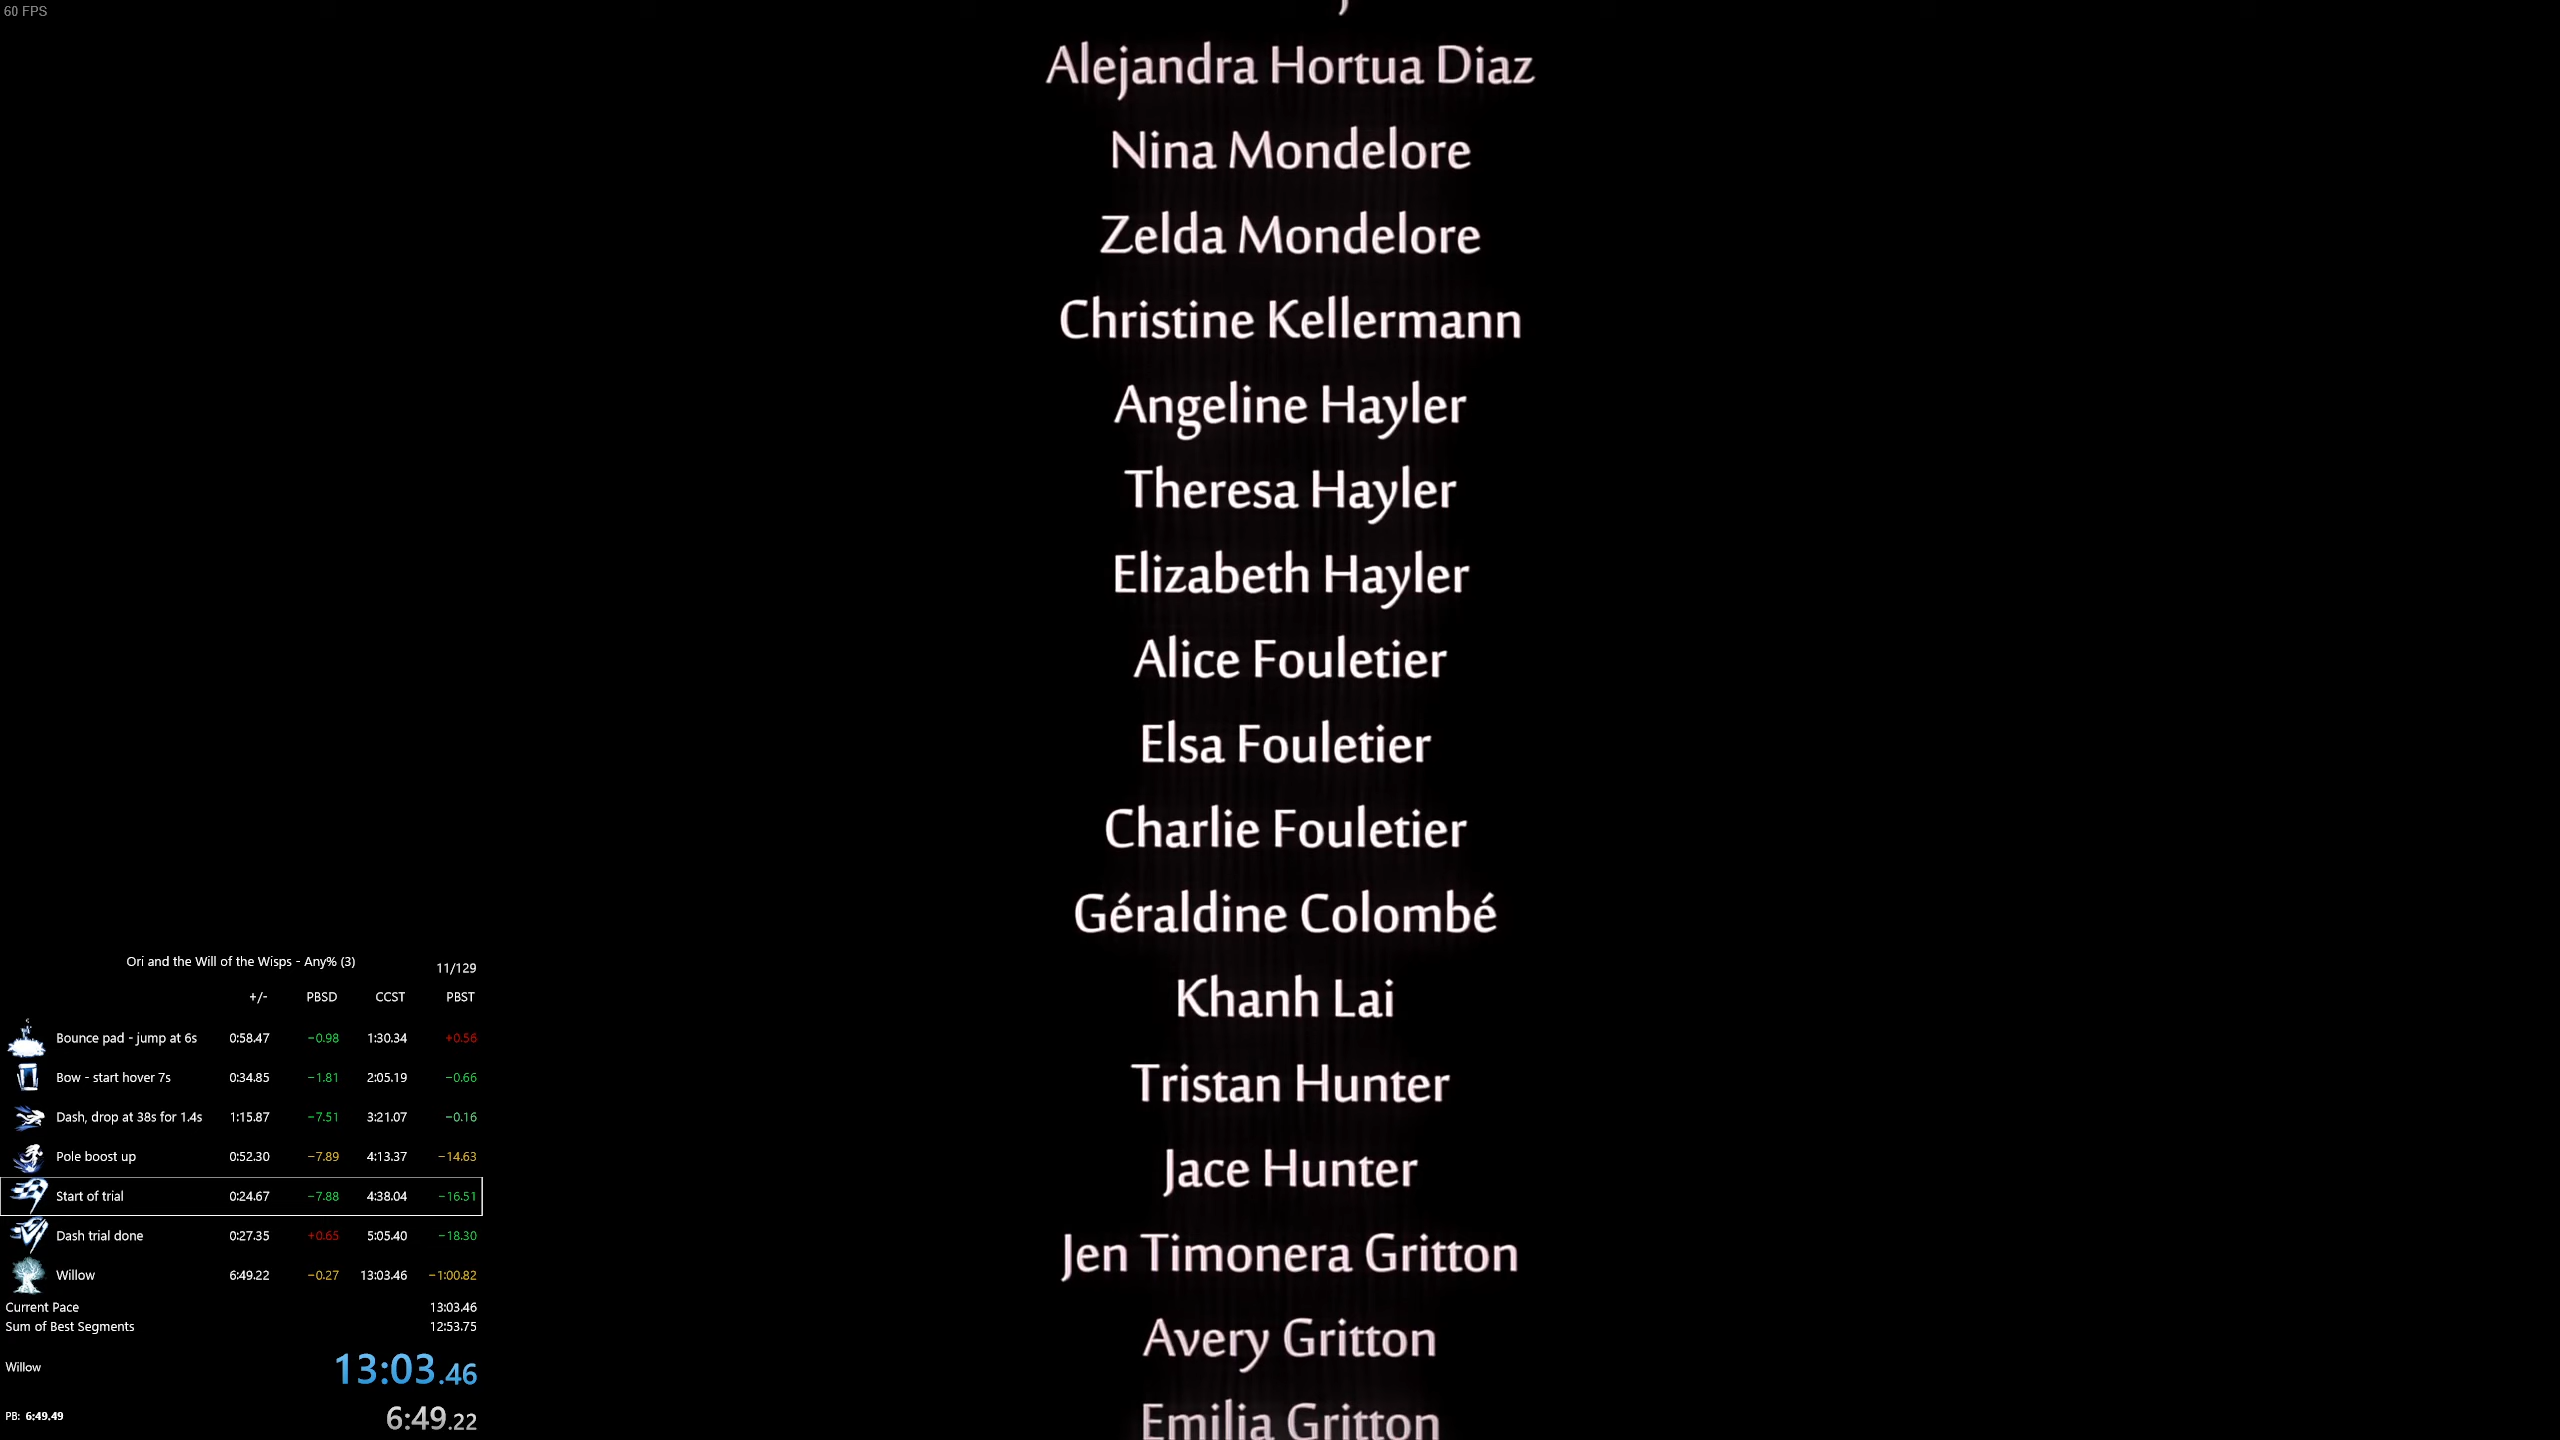 60 FPS
Alejandra Hortua Diaz
Nina Mondelore
Zelda Mondelore
Christine Kellermann
Angeline Hayler
Theresa Hayler
Elizabeth Hayler
Alice Fouletier
Elsa Fouletier
Charlie Fouletier
Géraldine Colombé
Khanh Lai
Tristan Hunter
Jace Hunter
Jen Timonera Gritton
Avery Gritton
Emilia Gritton
Ori and the Will of the Wisps - Any% (3)
11/129
+/- PBSD CCST PBST
Bounce pad - jump at 6s 0:58.47 −0.98 1:30.34 +0.56
Bow - start hover 7s 0:34.85 −1.81 2:05.19 −0.66
Dash, drop at 38s for 1.4s 1:15.87 −7.51 3:21.07 −0.16
Pole boost up 0:52.30 −7.89 4:13.37 −14.63
Start of trial 0:24.67 −7.88 4:38.04 −16.51
Dash trial done 0:27.35 +0.65 5:05.40 −18.30
Willow 6:49.22 −0.27 13:03.46 −1:00.82
Current Pace 13:03.46
Sum of Best Segments 12:53.75
Willow 13:03.46
PB: 6:49.49 6:49.22